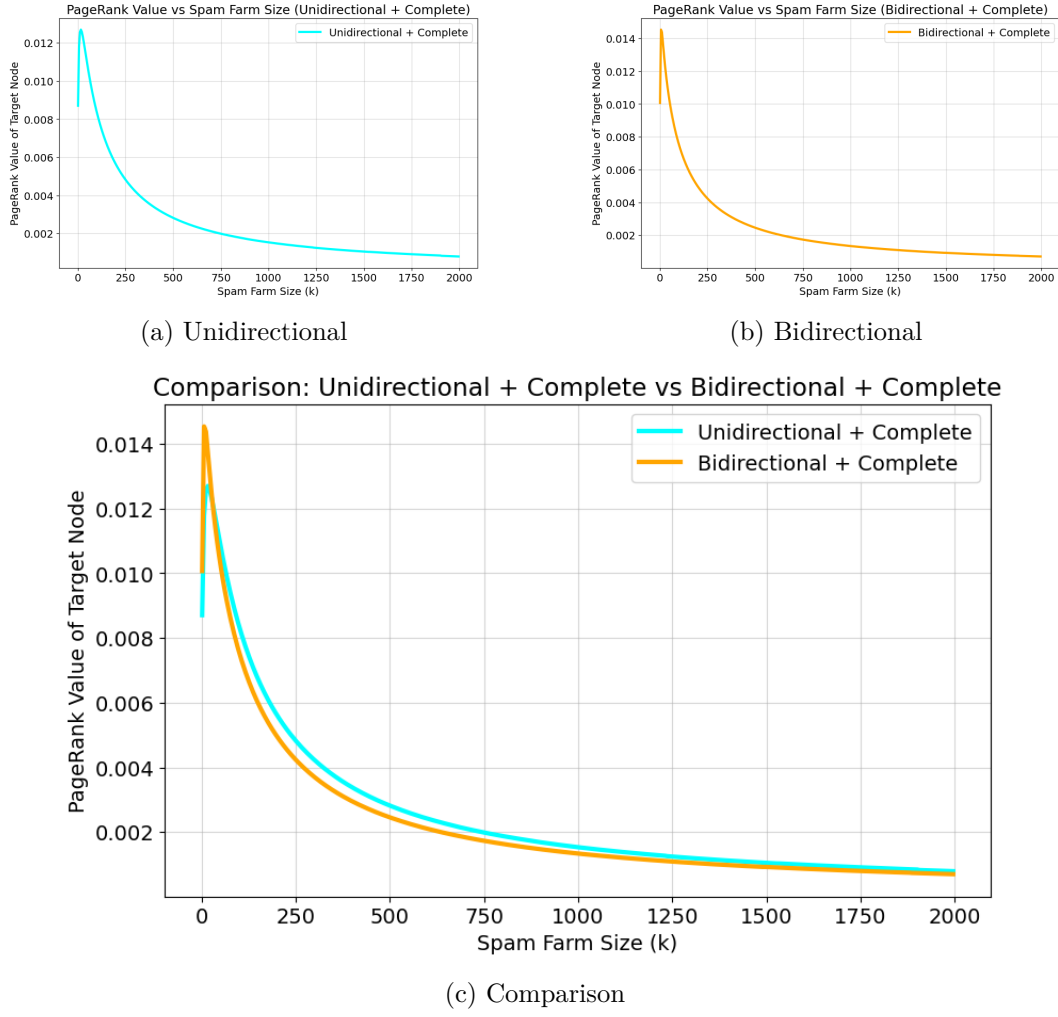 PageRank Value vs Spam Farm Size (Unidirectional + Complete)
Unidirectional + Complete
PageRank Value of Target Node
0.012
0.010
0.008
0.006
0.004
0.002
0 250 500 750 1000 1250 1500 1750 2000
Spam Farm Size (k)
(a) Unidirectional
PageRank Value vs Spam Farm Size (Bidirectional + Complete)
Bidirectional + Complete
PageRank Value of Target Node
0.014
0.012
0.010
0.008
0.006
0.004
0.002
0 250 500 750 1000 1250 1500 1750 2000
Spam Farm Size (k)
(b) Bidirectional
Comparison: Unidirectional + Complete vs Bidirectional + Complete
Unidirectional + Complete
Bidirectional + Complete
PageRank Value of Target Node
0.014
0.012
0.010
0.008
0.006
0.004
0.002
0 250 500 750 1000 1250 1500 1750 2000
Spam Farm Size (k)
(c) Comparison